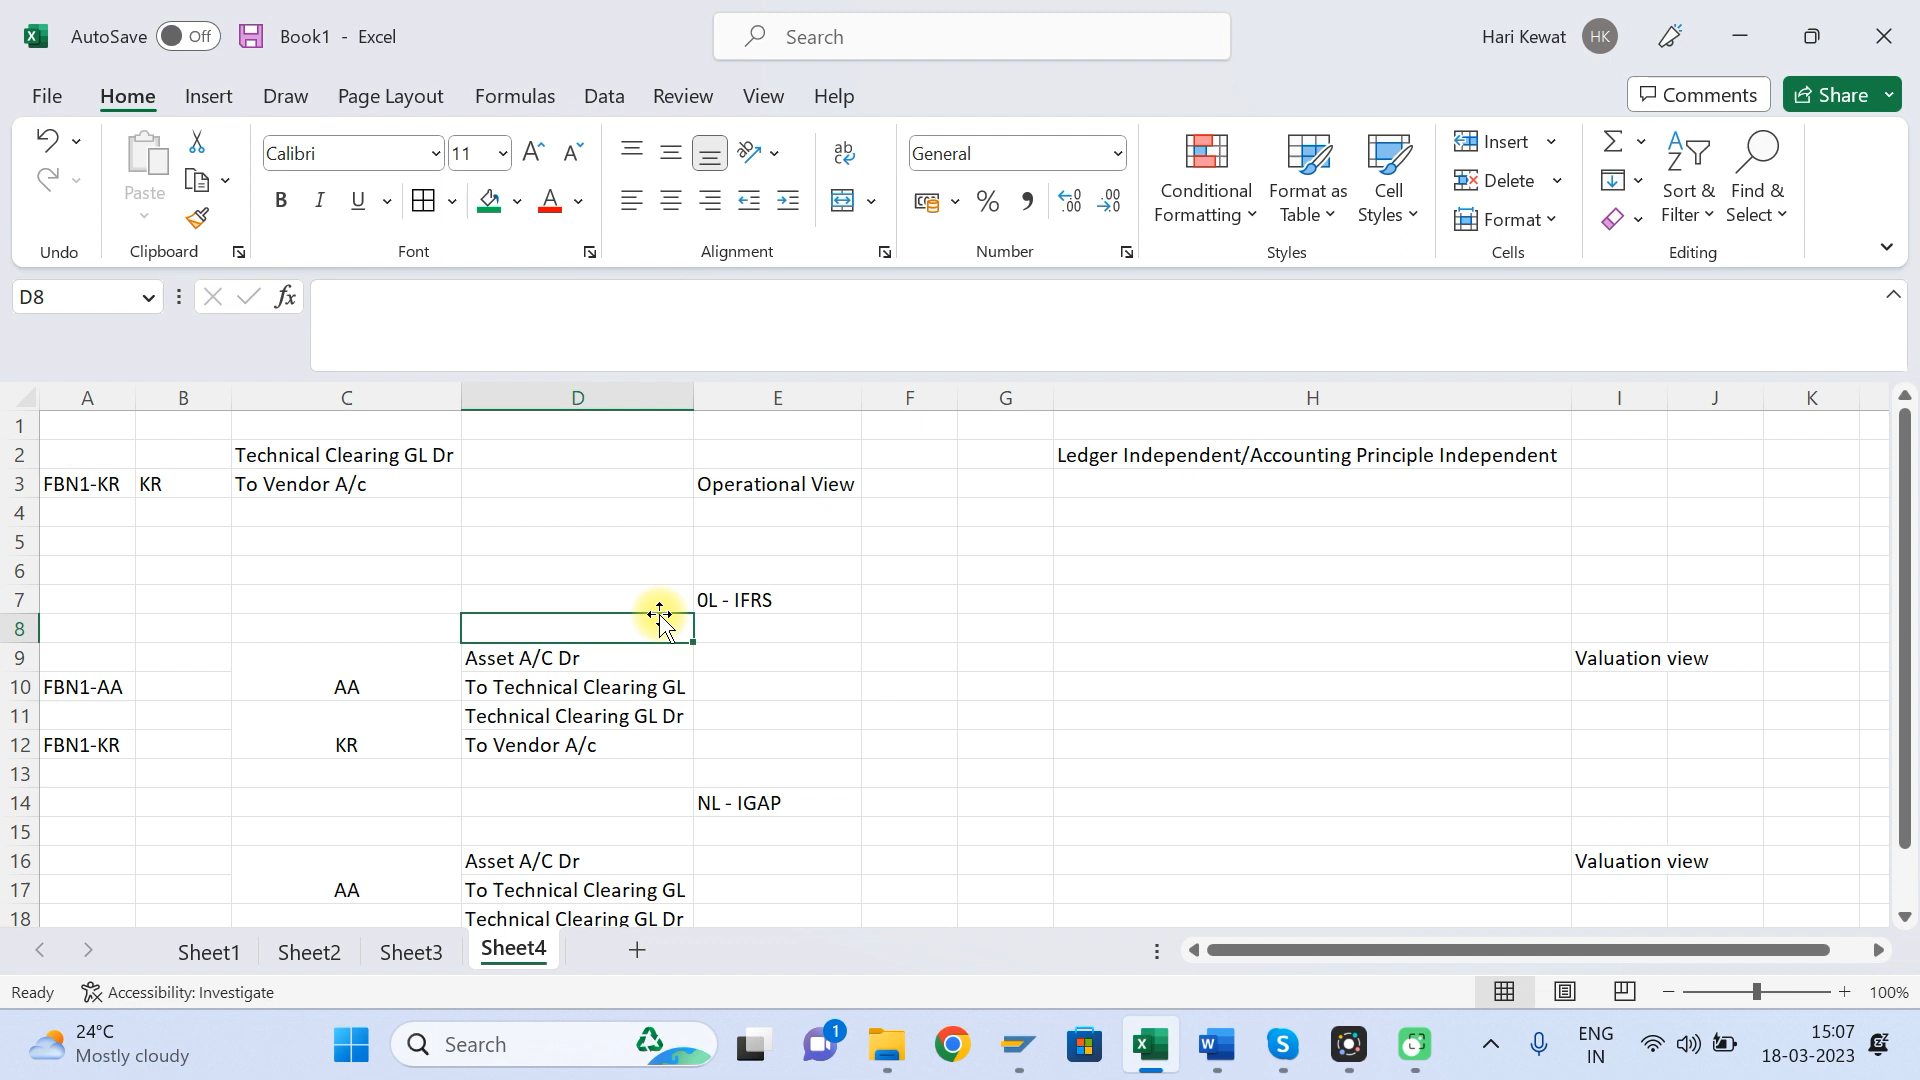 AutoSave Off Book1 - Excel Search Hari Kewat HK
File Home Insert Draw Page Layout Formulas Data Review View Help Comments Share
Calibri 11 General Insert
Paste Conditional Format as Cell Delete Sort & Find &
Formatting Table Styles Format Filter Select
Undo Clipboard Font Alignment Number Styles Cells Editing
D8 fx
A B C D E F G H I J K
1
2 Technical Clearing GL Dr Ledger Independent/Accounting Principle Independent
3 FBN1-KR KR To Vendor A/c Operational View
4
5
6
7 0L - IFRS
8
9 Asset A/C Dr Valuation view
10 FBN1-AA AA To Technical Clearing GL
11 Technical Clearing GL Dr
12 FBN1-KR KR To Vendor A/c
13
14 NL - IGAP
15
16 Asset A/C Dr Valuation view
17 AA To Technical Clearing GL
18 Technical Clearing GL Dr
Sheet1 Sheet2 Sheet3 Sheet4
Ready Accessibility: Investigate 100%
24°C
Mostly cloudy
Search
1
ENG
IN
15:07
18-03-2023